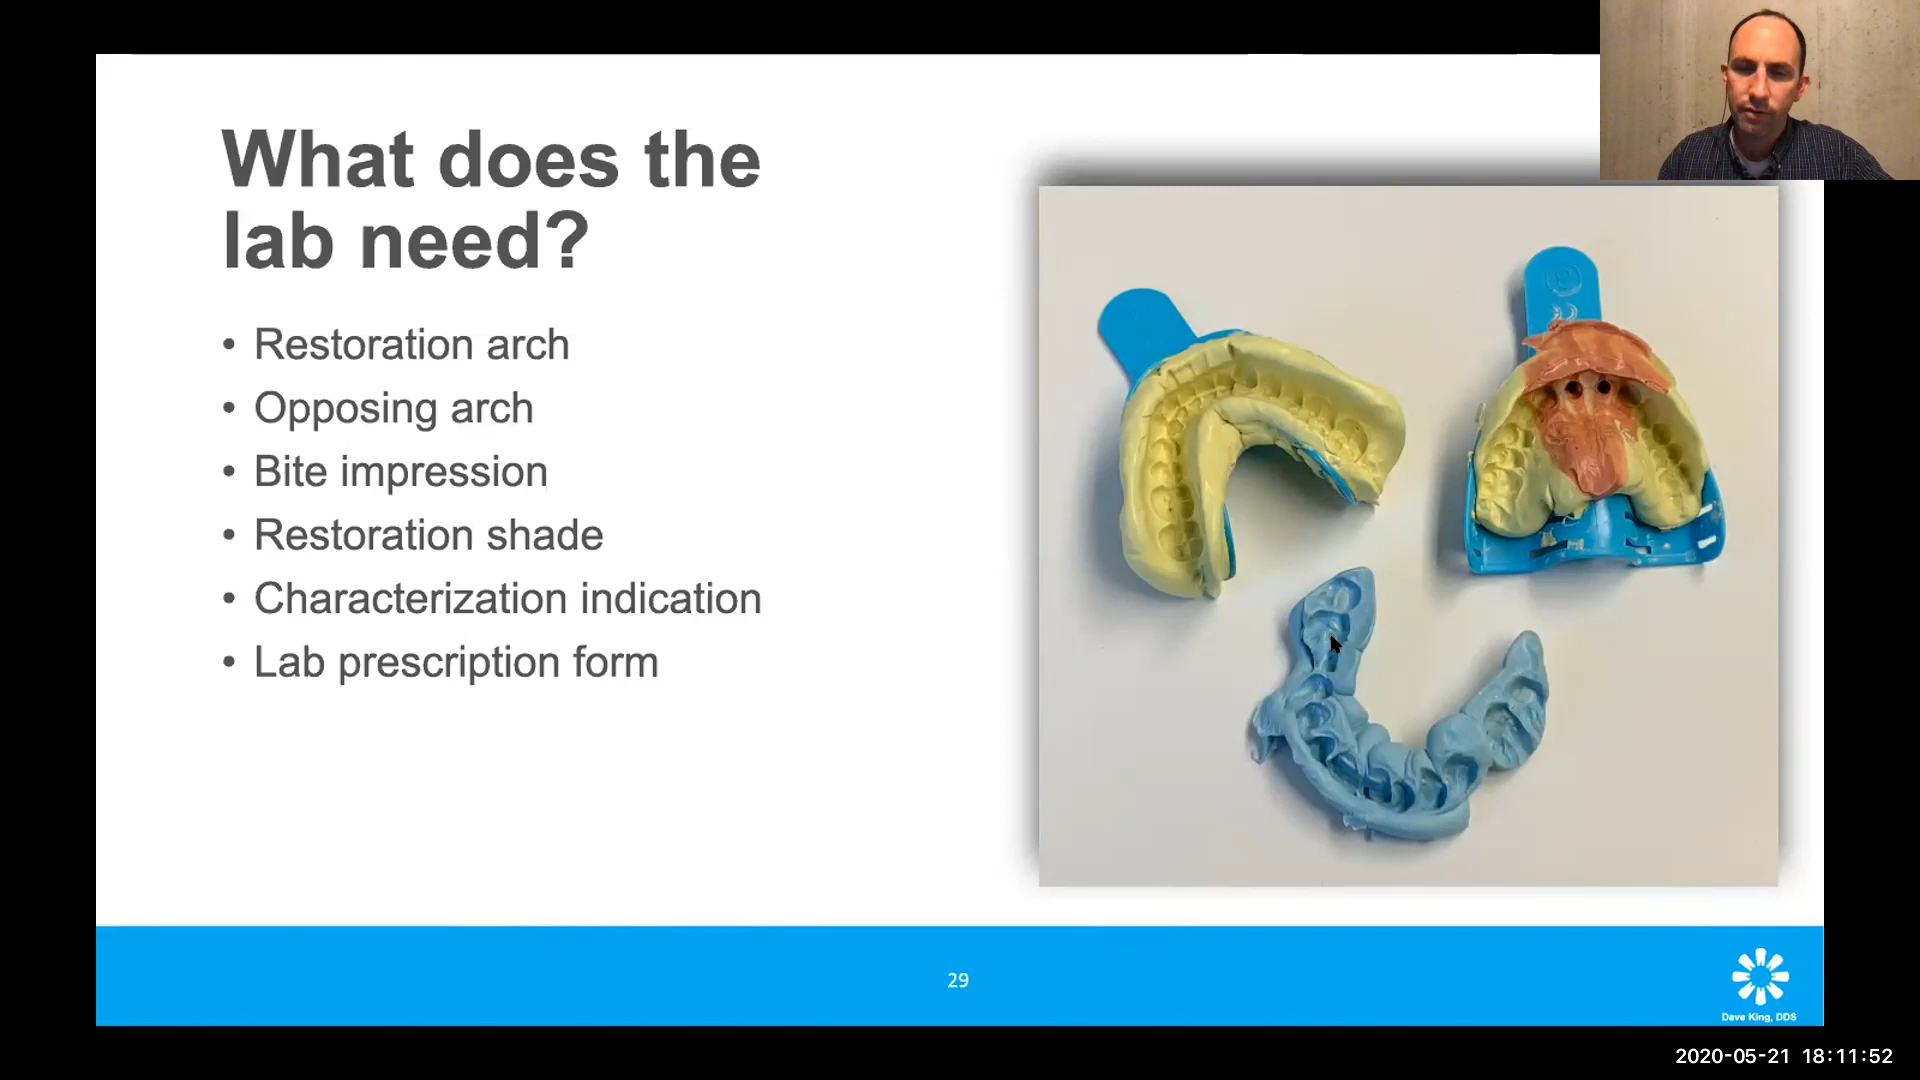 What does the
lab need?
• Restoration arch
• Opposing arch
• Bite impression
• Restoration shade
• Characterization indication
• Lab prescription form
29
Dave King, DDS
2020-05-21 18:11:52